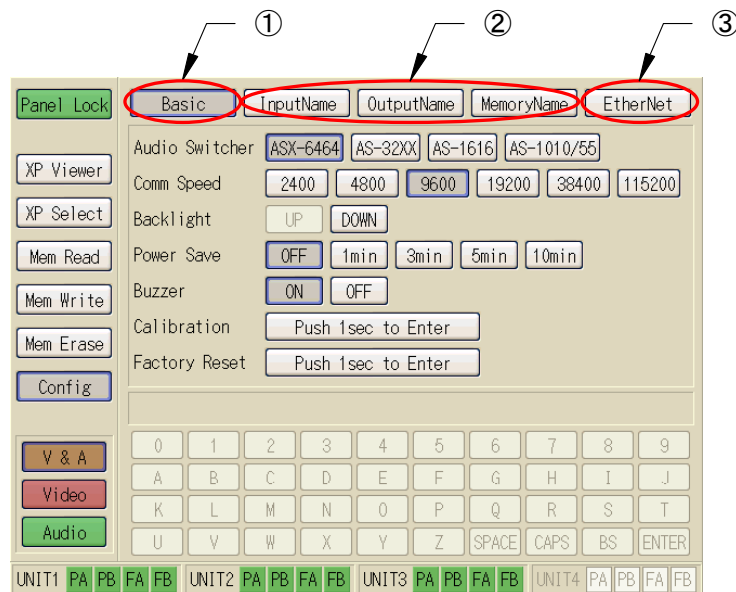 ① ② ③
Panel Lock Basic InputName OutputName MemoryName EtherNet
Audio Switcher ASX-6464 AS-32XX AS-1616 AS-1010/55
XP Viewer
Comm Speed 2400 4800 9600 19200 38400 115200
XP Select
Backlight UP DOWN
Mem Read
Power Save OFF 1min 3min 5min 10min
Mem Write
Buzzer ON OFF
Calibration Push 1sec to Enter
Mem Erase
Factory Reset Push 1sec to Enter
Config
V & A
0 1 2 3 4 5 6 7 8 9
A B C D E F G H I J
Video
K L M N O P Q R S T
Audio
U V W X Y Z SPACE CAPS BS ENTER
UNIT1 PA PB FA FB UNIT2 PA PB FA FB UNIT3 PA PB FA FB UNIT4 PA PB FA FB